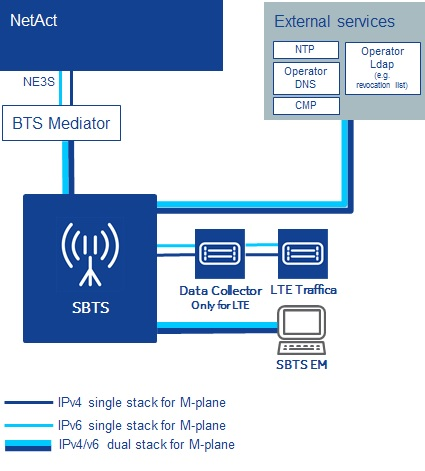 NetAct
External services
NTP
Operator
DNS
CMP
Operator
Ldap
(e.g.
revocation list)
NE3S
BTS Mediator
SBTS
Data Collector
Only for LTE
LTE Traffica
SBTS EM
IPv4 single stack for M-plane
IPv6 single stack for M-plane
IPv4/v6 dual stack for M-plane